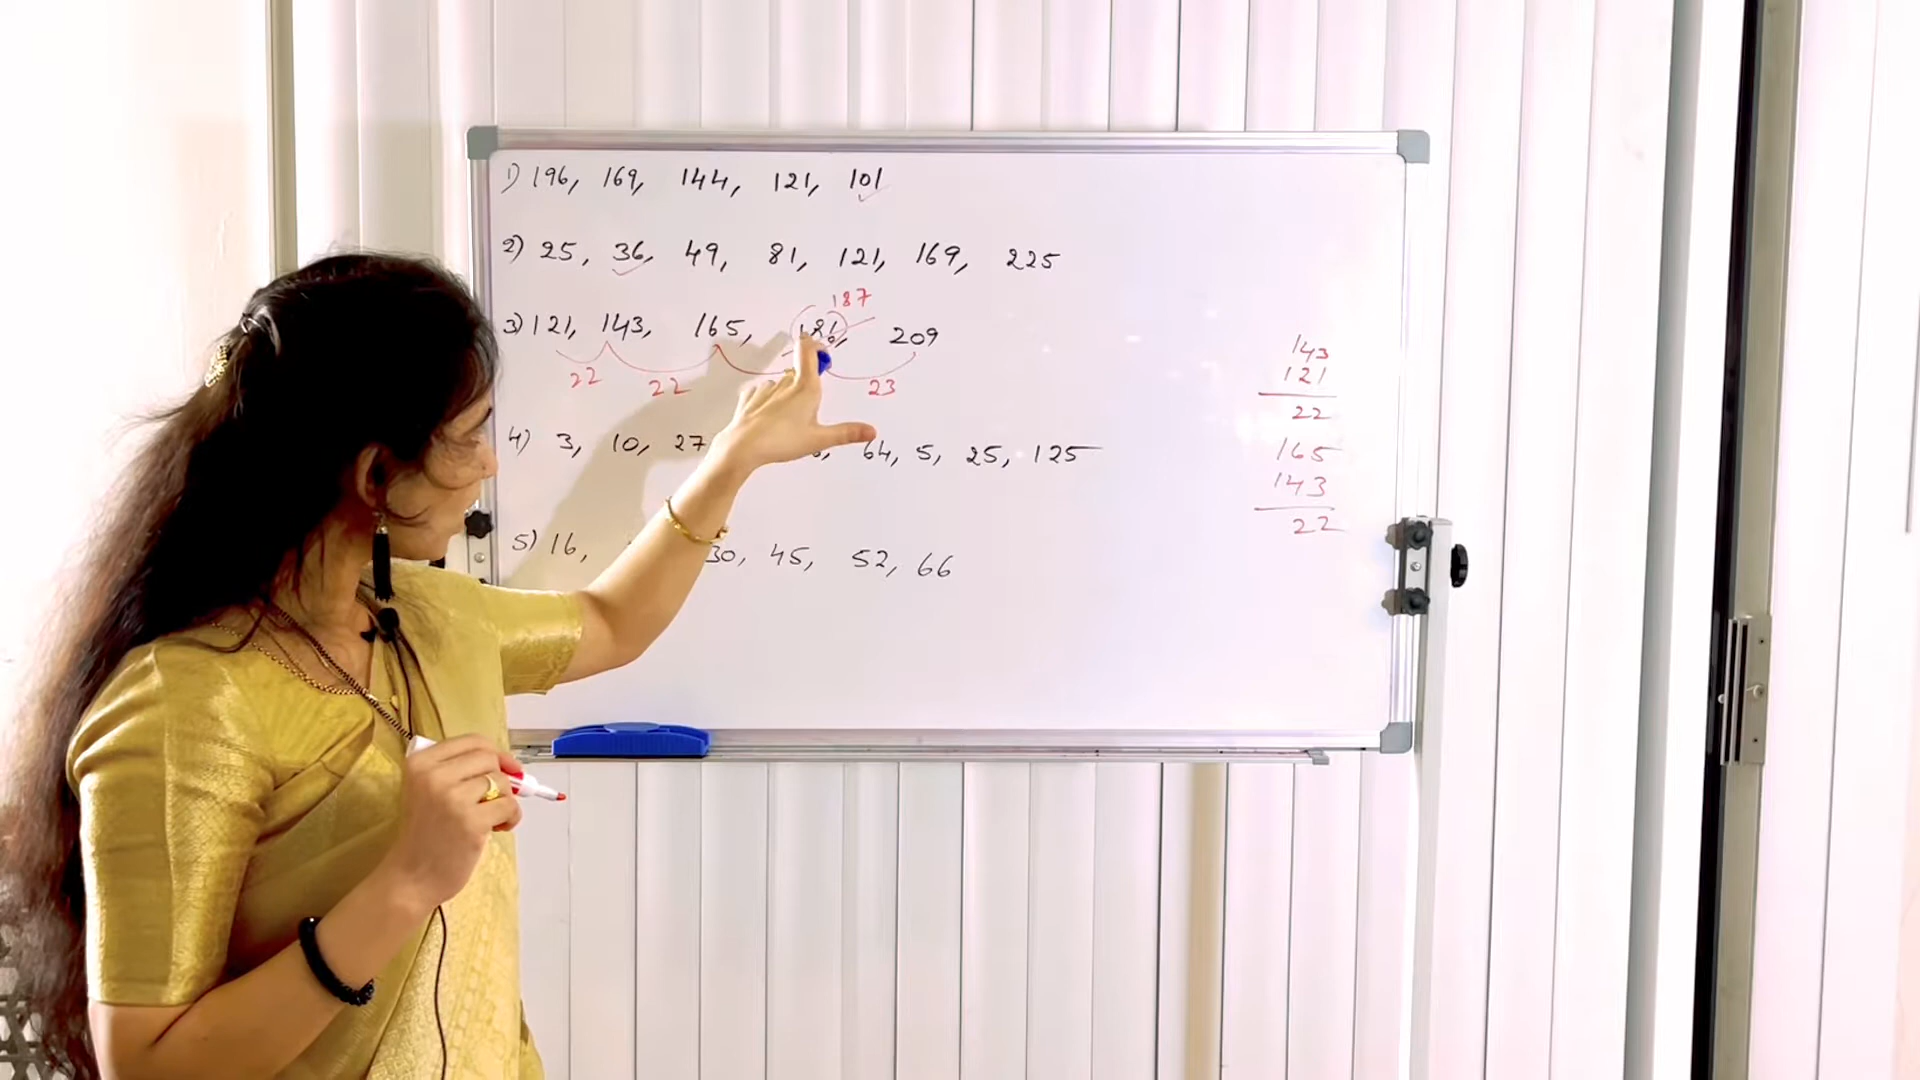 1) 196, 169, 144, 121, 101
2) 25, 36, 49, 81, 121, 169, 225
187
3) 121, 143, 165, 209
22 22 23
4) 3, 10, 27 64, 5, 25, 125
5) 16, 30, 45, 52, 66
143
121
22
165
143
22